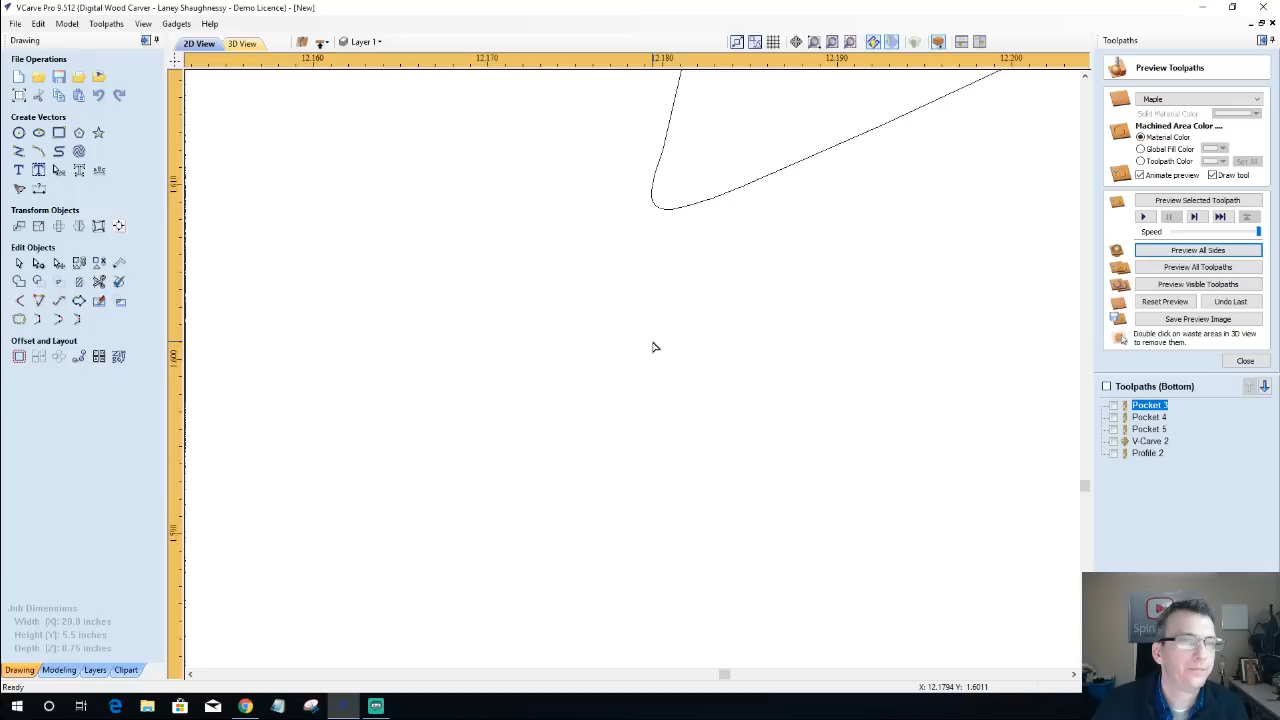 VCarve Pro 9.512 {Digital Wood Carver - Laney Shaughnessy - Demo Licence} - [New]
File Edit Model Toolpaths View Gadgets Help
Drawing
2D View 3D View Layer 1
12.160 12.170 12.180 12.190 12.200
File Operations
Create Vectors
Transform Objects
Edit Objects
Offset and Layout
Job Dimensions
Width (X): 20.0 inches
Height (Y): 5.5 inches
Depth (Z): 0.75 inches
Drawing Modeling Layers Clipart
Ready
X: 12.1794 Y: 1.6011
Toolpaths
Preview Toolpaths
Maple
Solid Material Color
Machined Area Color ....
Material Color
Global Fill Color
Toolpath Color Set All
Animate preview Draw tool
Preview Selected Toolpath
Speed
Preview All Sides
Preview All Toolpaths
Preview Visible Toolpaths
Reset Preview Undo Last
Save Preview Image
Double click on waste areas in 3D view
to remove them.
Close
Toolpaths (Bottom)
Pocket 3
Pocket 4
Pocket 5
V-Carve 2
Profile 2
Spin